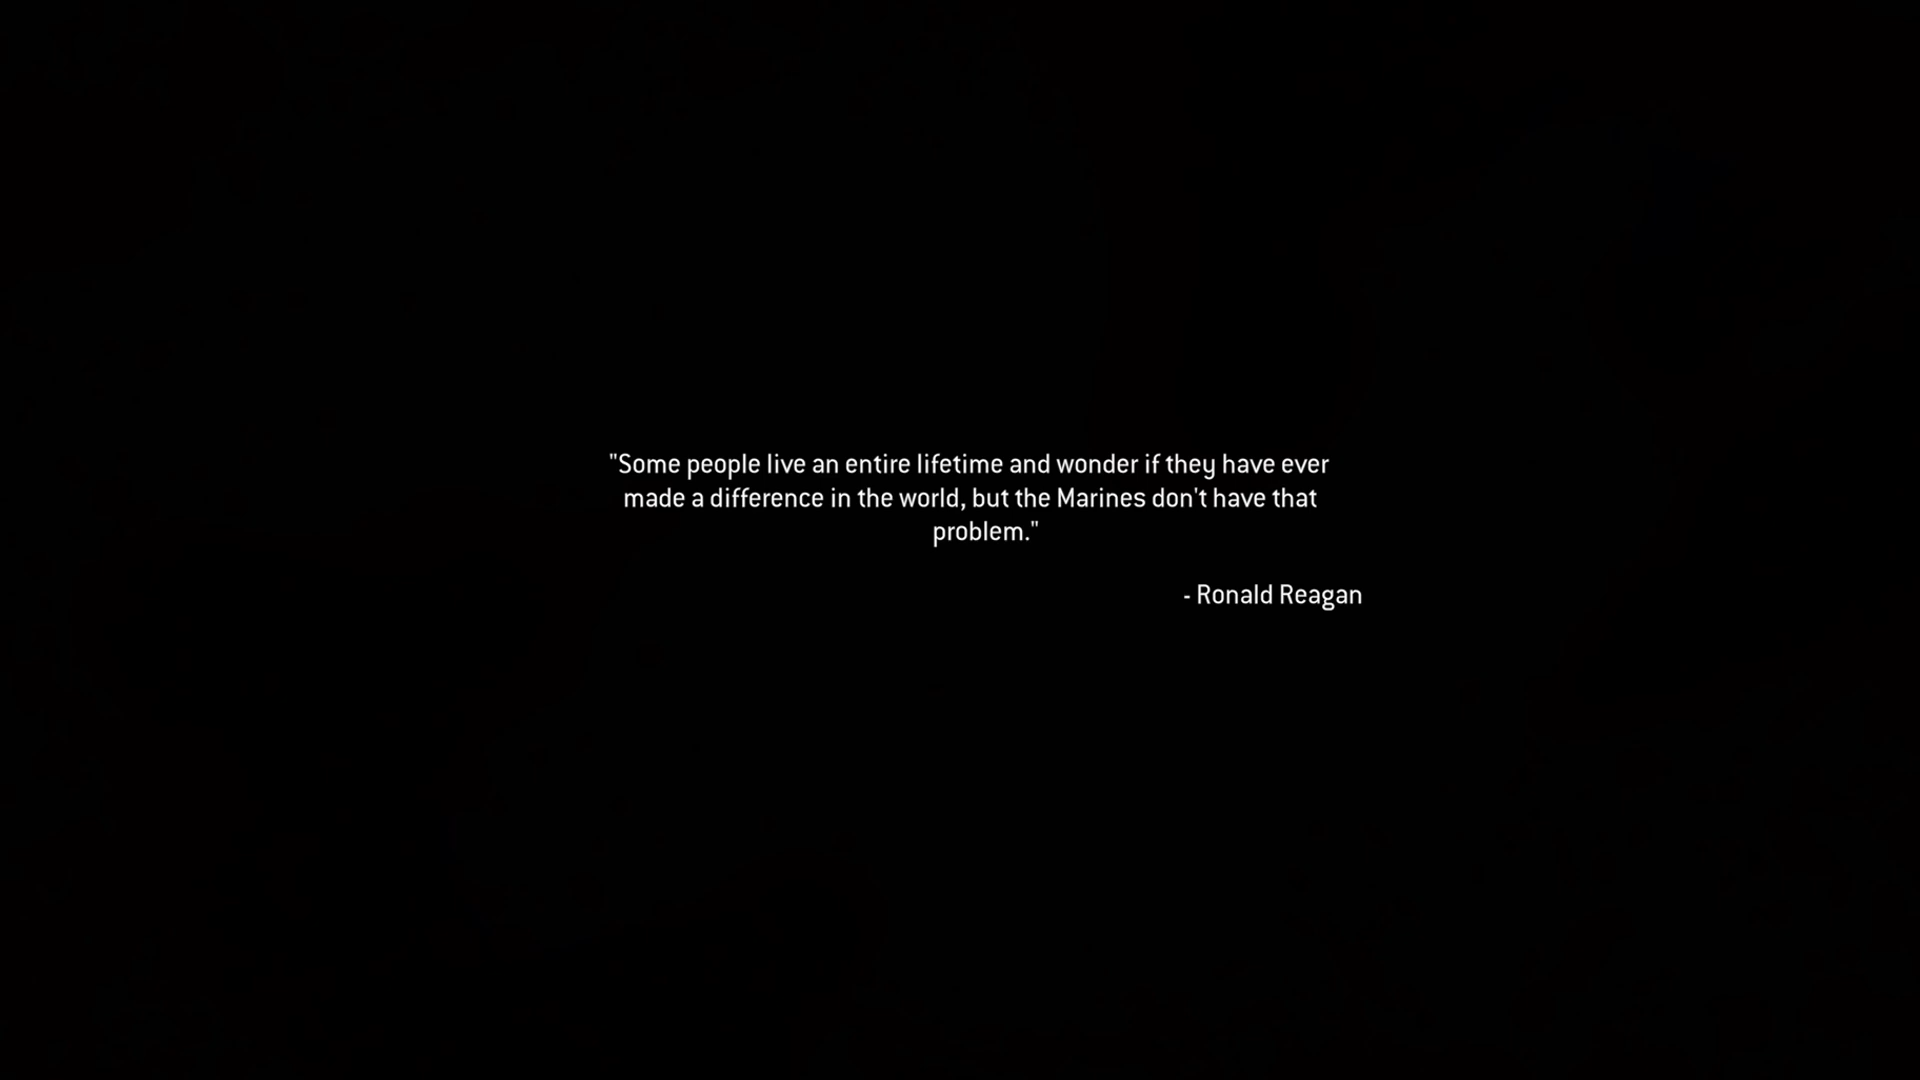 "Some people live an entire lifetime and wonder if they have ever
made a difference in the world, but the Marines don't have that
problem."
- Ronald Reagan